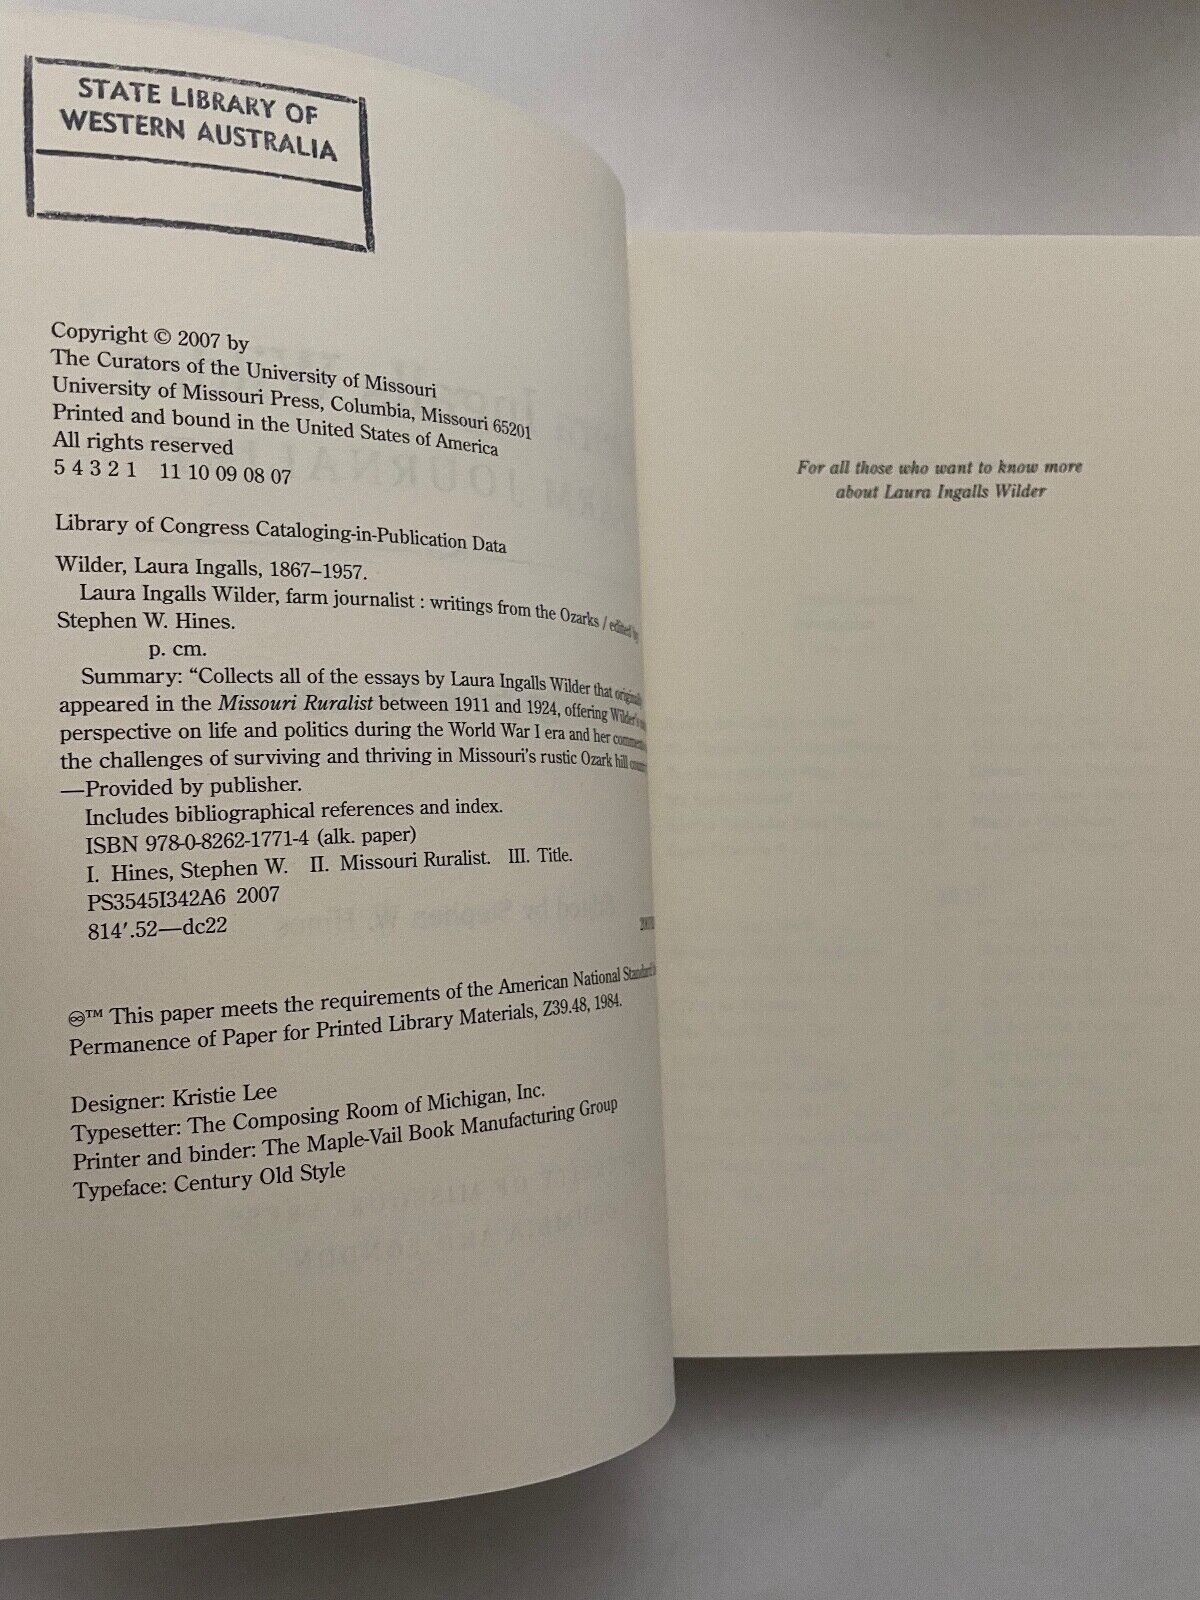 STATE LIBRARY OF
WESTERN AUSTRALIA
Copyright © 2007 by
The Curators of the University of Missouri
University of Missouri Press, Columbia, Missouri 65201
Printed and bound in the United States of America
All rights reserved
5 4 3 2 1 11 10 09 08 07
Library of Congress Cataloging-in-Publication Data
Wilder, Laura Ingalls, 1867–1957.
Laura Ingalls Wilder, farm journalist : writings from the Ozarks / edited by
Stephen W. Hines.
p. cm.
Summary: “Collects all of the essays by Laura Ingalls Wilder that originally
appeared in the Missouri Ruralist between 1911 and 1924, offering Wilder's
perspective on life and politics during the World War I era and her
the challenges of surviving and thriving in Missouri's rustic Ozark hill
—Provided by publisher.
Includes bibliographical references and index.
ISBN 978-0-8262-1771-4 (alk. paper)
I. Hines, Stephen W. II. Missouri Ruralist. III. Title.
PS3545I342A6 2007
814′.52—dc22
♾™ This paper meets the requirements of the American National Standard
Permanence of Paper for Printed Library Materials, Z39.48, 1984.
Designer: Kristie Lee
Typesetter: The Composing Room of Michigan, Inc.
Printer and binder: The Maple-Vail Book Manufacturing Group
Typeface: Century Old Style
For all those who want to know more
about Laura Ingalls Wilder